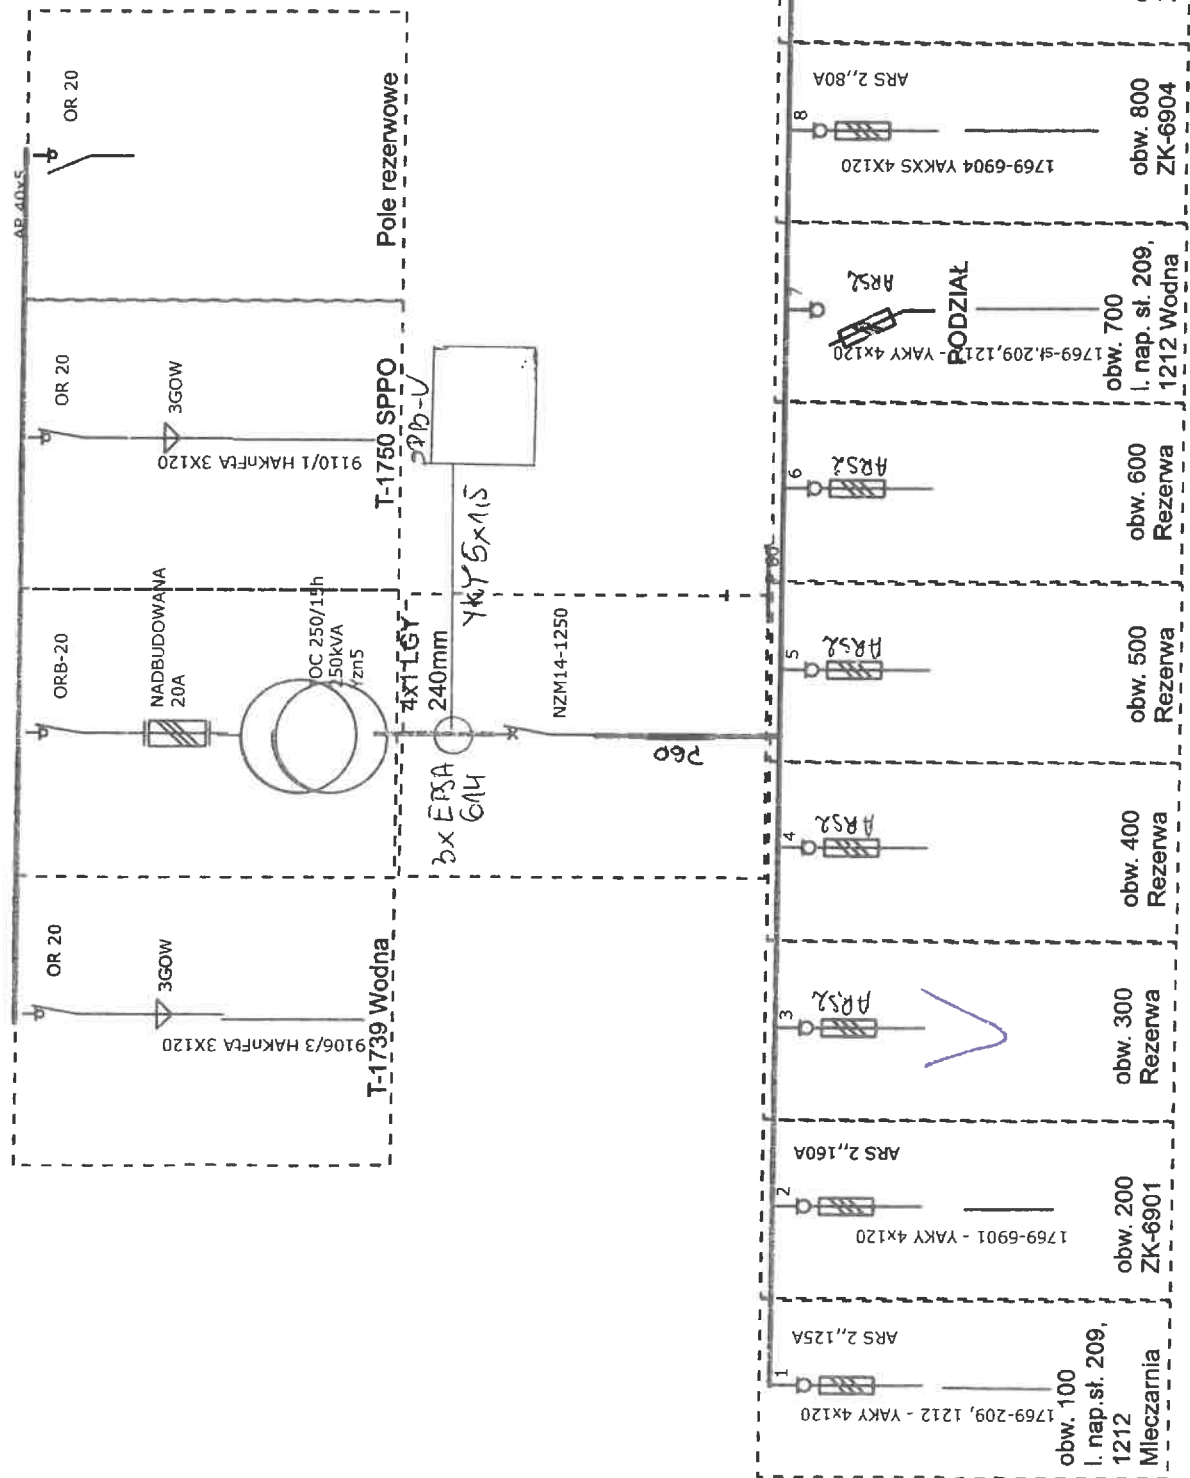 AP 40x5
OR 20
Pole rezerwowe
OR 20
3GOW
9110/1 HAKnFtA 3X120
T-1750 SPPO
ORB-20
NADBUDOWANA
20A
OC 250/15h
250kVA
Yzn5
4x1 LGY
240mm
YKY 5x1,5
3x EPSA
614
NZM14-1250
P60
OR 20
3GOW
9106/3 HAKnFtA 3X120
T-1739 Wodna
8
ARS 2,,80A
1769-6904 YAKXS 4X120
obw. 800
ZK-6904
7
ARS2
PODZIAŁ
1769-sł.209,1212 - YAKY 4x120
obw. 700
l. nap. sł. 209,
1212 Wodna
6
ARS2
obw. 600
Rezerwa
5
ARS2
obw. 500
Rezerwa
4
ARS2
obw. 400
Rezerwa
3
ARS2
obw. 300
Rezerwa
2
ARS 2,,160A
1769-6901 - YAKY 4x120
obw. 200
ZK-6901
1
ARS 2,,125A
1769-209, 1212 - YAKY 4x120
obw. 100
l. nap.sł. 209,
1212
Mleczarnia